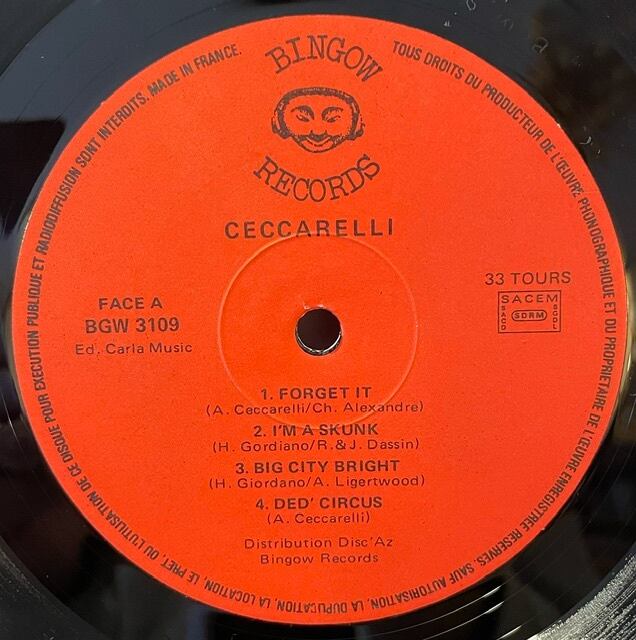 BINGOW
RECORDS
CECCARELLI
FACE A
BGW 3109
Ed. Carla Music
33 TOURS
SACEM
SACD
SDRM
SGDL
1. FORGET IT
(A. Ceccarelli/Ch. Alexandre)
2. I'M A SKUNK
(H. Gordiano/R.& J. Dassin)
3. BIG CITY BRIGHT
(H. Giordano/A. Ligertwood)
4. DED' CIRCUS
(A. Ceccarelli)
Distribution Disc'Az
Bingow Records
TOUS DROITS DU PRODUCTEUR DE L'ŒUVRE PHONOGRAPHIQUE ET DU PROPRIETAIRE DE L'ŒUVRE ENREGISTREE RESERVES. SAUF AUTORISATION, LA DUPLICATION, LA LOCATION, LE PRET, OU L'UTILISATION DE CE DISQUE POUR EXECUTION PUBLIQUE ET RADIODIFFUSION SONT INTERDITS. MADE IN FRANCE.